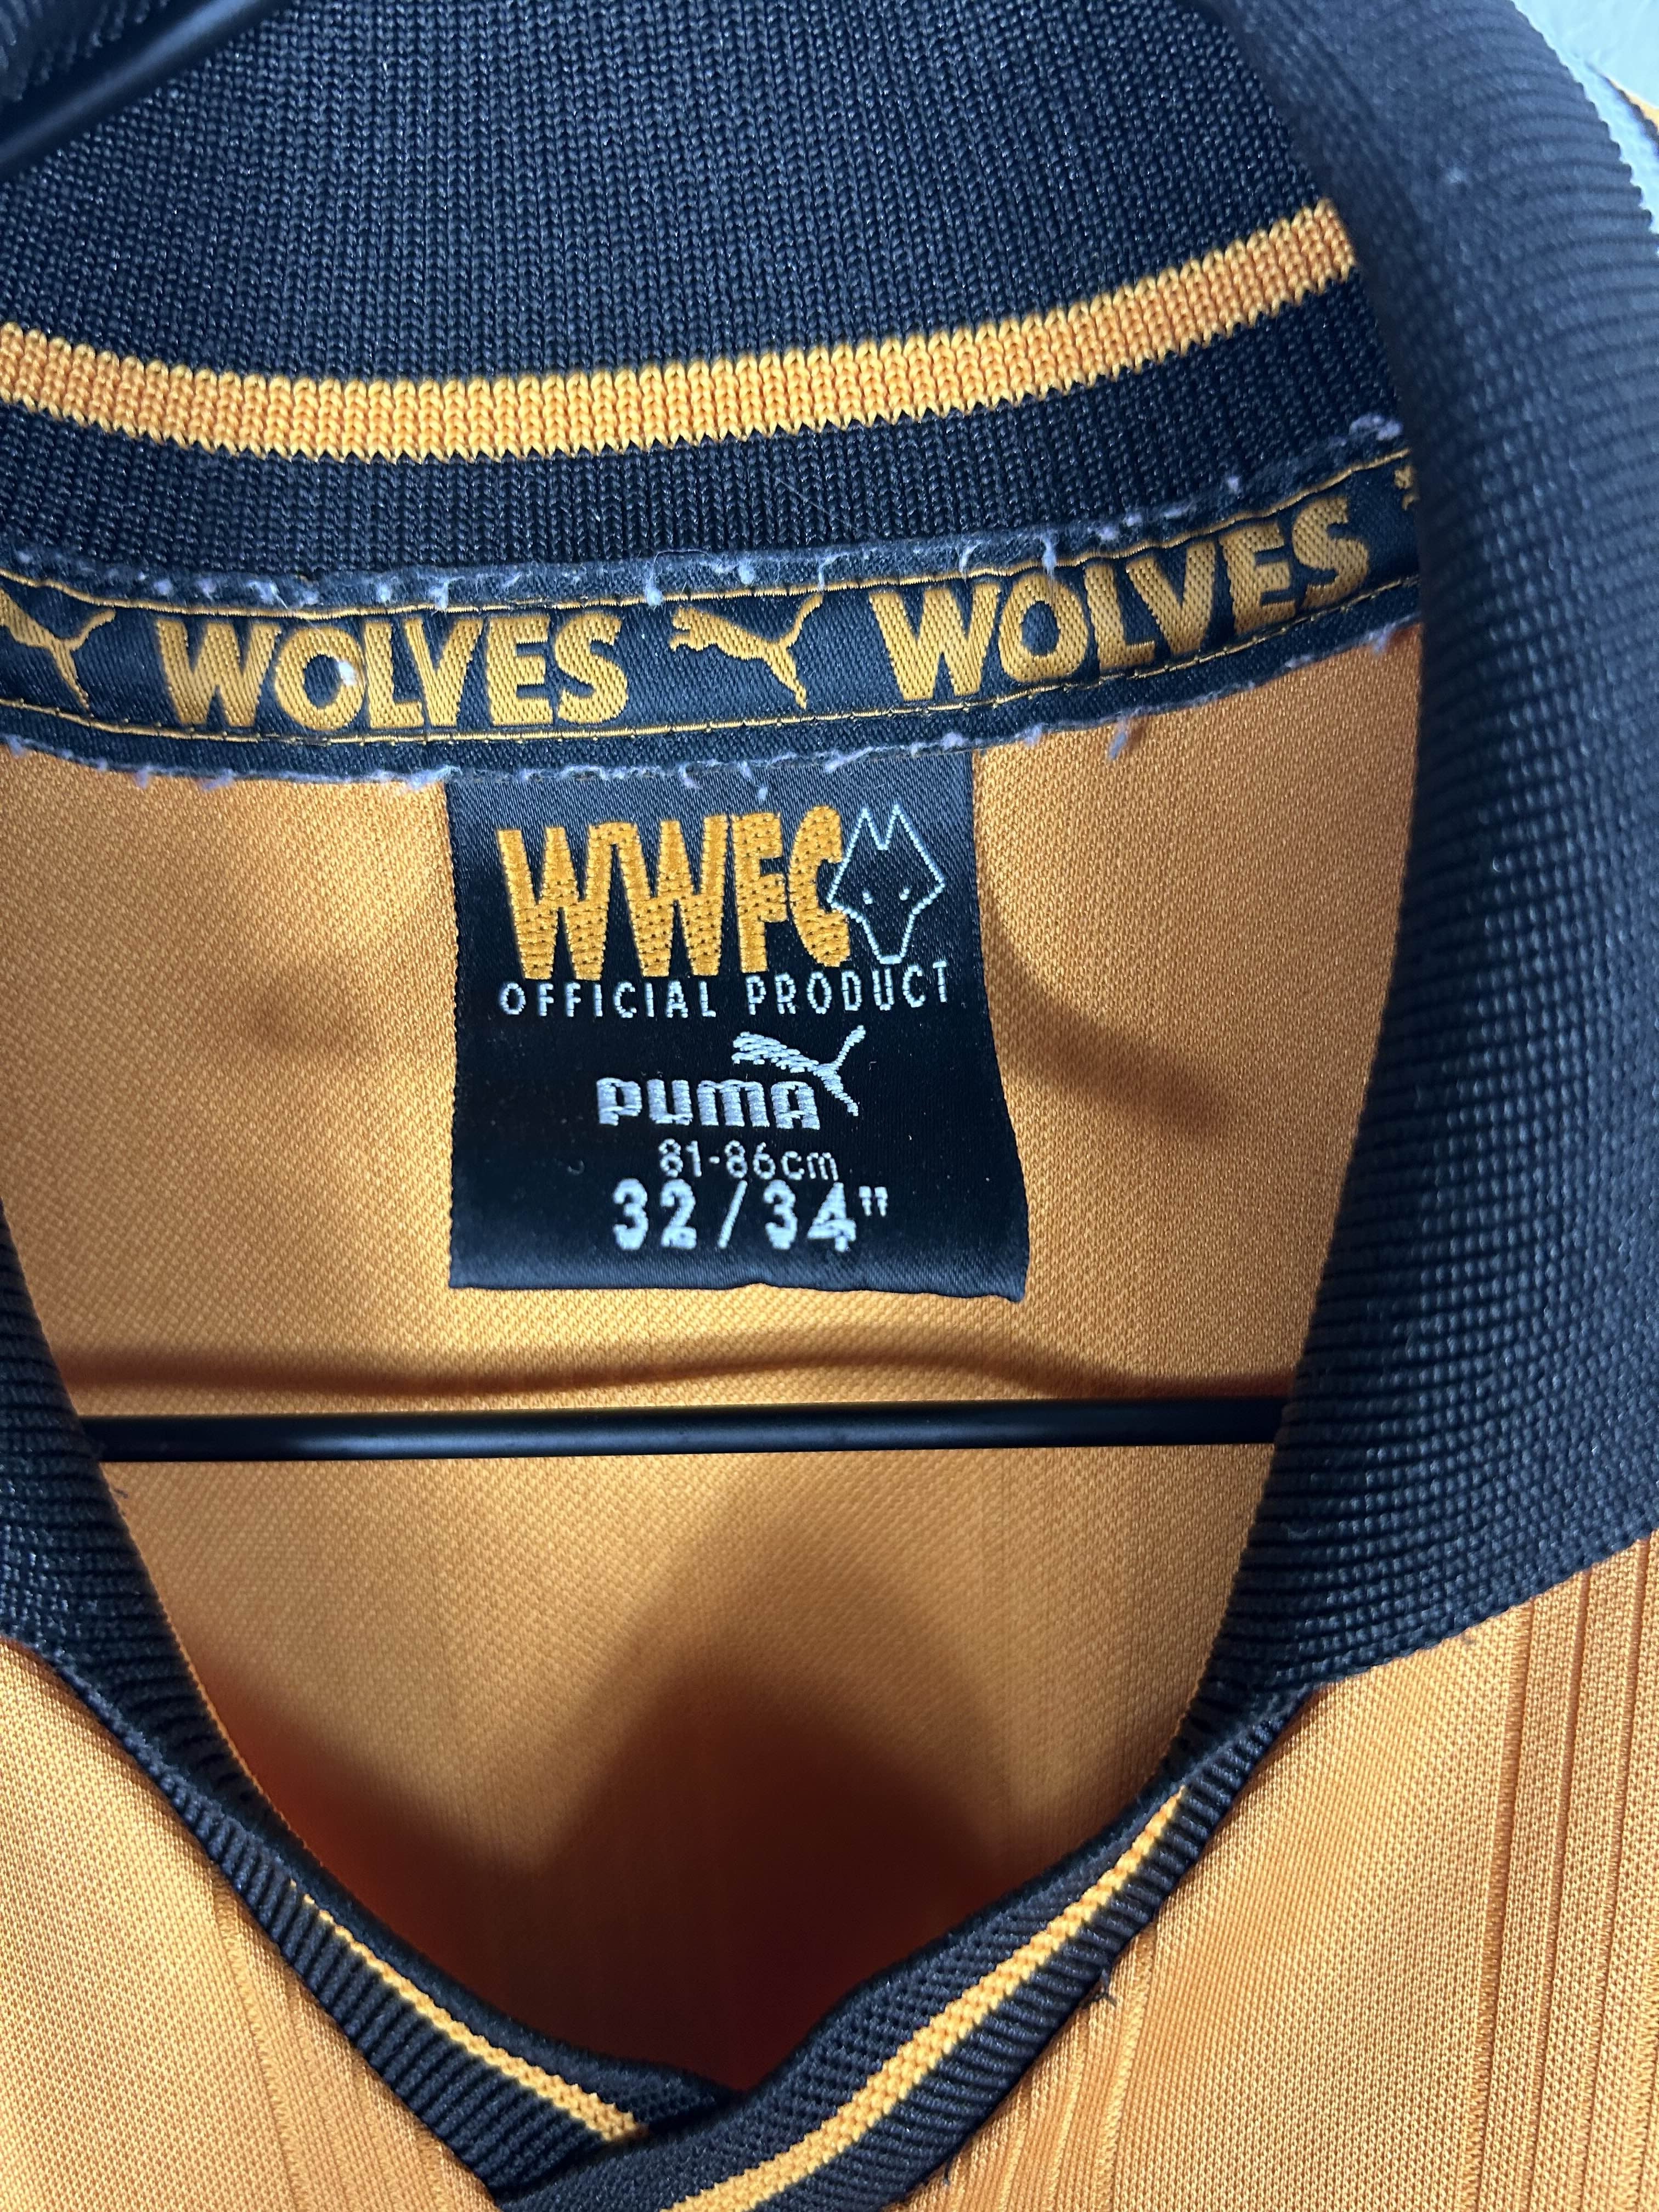 WOLVES WOLVES
WWFC
OFFICIAL PRODUCT
PUMA
81-86cm
32/34"